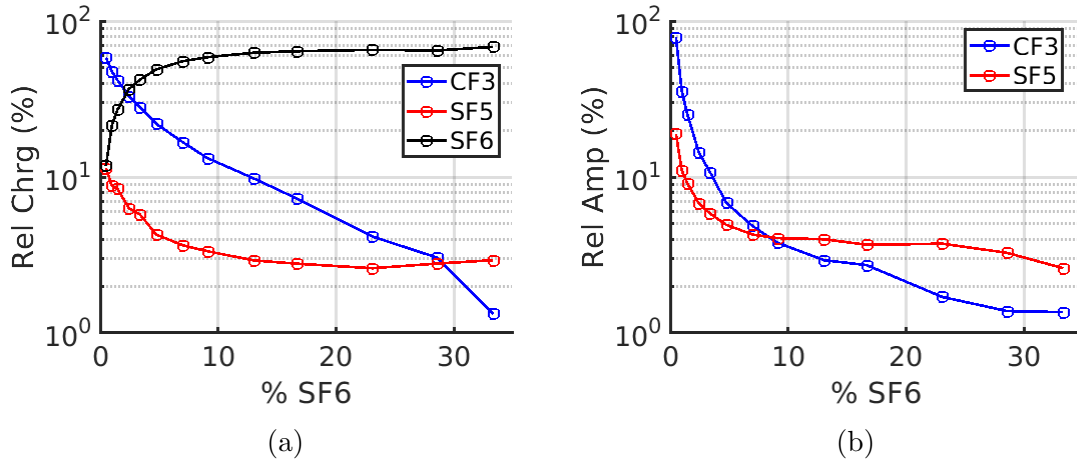 10^2
10^1
10^0
Rel Chrg (%)
CF3
SF5
SF6
0 10 20 30
% SF6
(a)
10^2
10^1
10^0
Rel Amp (%)
CF3
SF5
0 10 20 30
% SF6
(b)